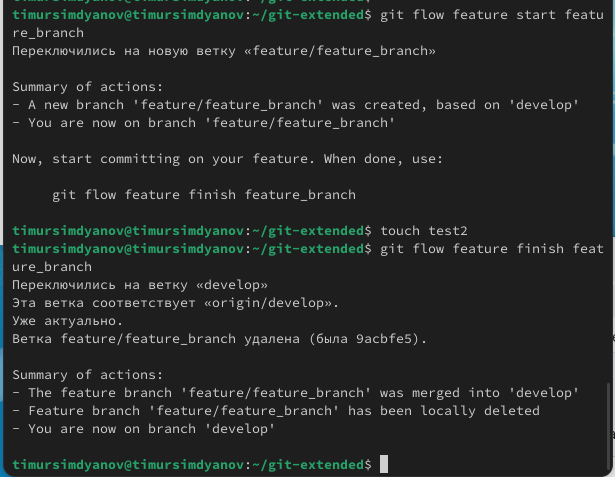 timursimdyanov@timursimdyanov:~/git-extended$ git flow feature start featu
re_branch
Переключились на новую ветку «feature/feature_branch»
Summary of actions:
- A new branch 'feature/feature_branch' was created, based on 'develop'
- You are now on branch 'feature/feature_branch'
Now, start committing on your feature. When done, use:
git flow feature finish feature_branch
timursimdyanov@timursimdyanov:~/git-extended$ touch test2
timursimdyanov@timursimdyanov:~/git-extended$ git flow feature finish feat
ure_branch
Переключились на ветку «develop»
Эта ветка соответствует «origin/develop».
Уже актуально.
Ветка feature/feature_branch удалена (была 9acbfe5).
Summary of actions:
- The feature branch 'feature/feature_branch' was merged into 'develop'
- Feature branch 'feature/feature_branch' has been locally deleted
- You are now on branch 'develop'
timursimdyanov@timursimdyanov:~/git-extended$